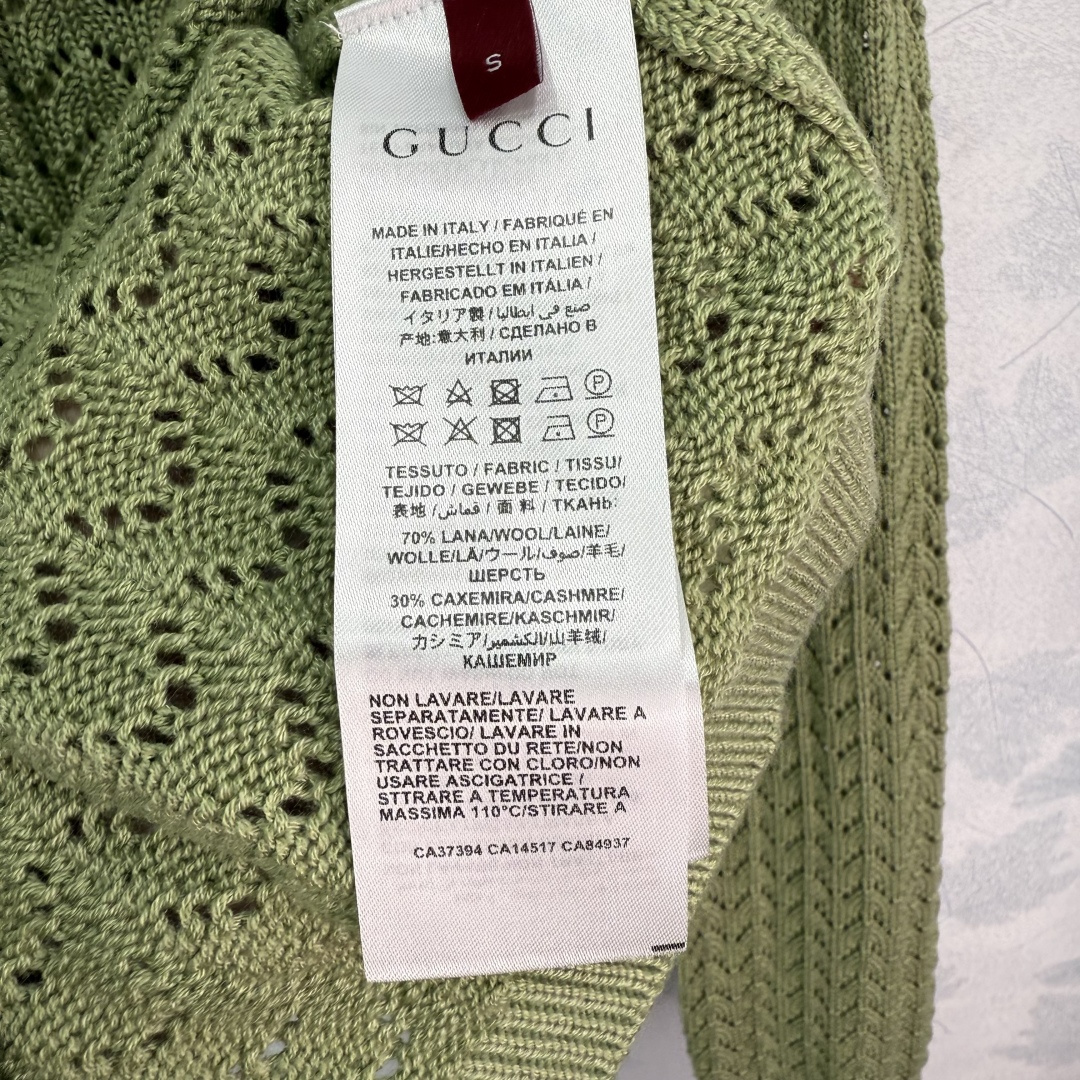 S
GUCCI
MADE IN ITALY / FABRIQUÉ EN
ITALIE/HECHO EN ITALIA /
HERGESTELLT IN ITALIEN /
FABRICADO EM ITÁLIA /
イタリア製 / صنع في ايطاليا /
产地:意大利 / СДЕЛАНО В
ИТАЛИИ
P
P
TESSUTO / FABRIC / TISSU/
TEJIDO / GEWEBE / TECIDO/
表地 /قماش/ 面料 / ТКАНЬ:
70% LANA/WOOL/LAINE/
WOLLE/LÃ/ウール/صوف/羊毛/
ШЕРСТЬ
30% CAXEMIRA/CASHMRE/
CACHEMIRE/KASCHMIR/
カシミア/الكشمير/山羊绒/
КАШЕМИР
NON LAVARE/LAVARE
SEPARATAMENTE/ LAVARE A
ROVESCIO/ LAVARE IN
SACCHETTO DU RETE/NON
TRATTARE CON CLORO/NON
USARE ASCIGATRICE /
STTRARE A TEMPERATURA
MASSIMA 110°C/STIRARE A
CA37394 CA14517 CA84937